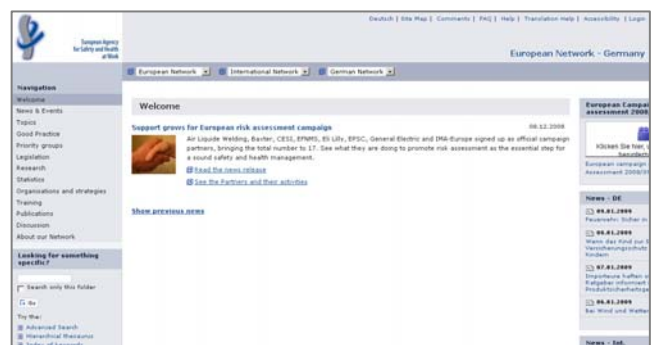 Deutsch | Site Map | Comments | FAQ | Help | Translation Help | Accessibility | Login
European Agency
for Safety and Health
at Work
European Network - Germany
European Network
International Network
German Network
Navigation
Welcome
News & Events
Topics
Good Practice
Priority groups
Legislation
Research
Statistics
Organisations and strategies
Training
Publications
Discussion
About our Network
Looking for something
specific?
Search only this folder
Go
Try the:
Advanced Search
Hierarchical thesaurus
Index of keywords
Welcome
Support grows for European risk assessment campaign
08.12.2008
Air Liquide Welding, Baxter, CESI, EFNMS, Eli Lilly, EPSC, General Electric and IMA-Europe signed up as official campaign
partners, bringing the total number to 17. See what they are doing to promote risk assessment as the essential step for
a sound safety and health management.
Read the news release
See the Partners and their activities
Show previous news
European Campai
assessment 2008
Klicken Sie hier, u
European campaign
Assessment 2008/0
News - DE
09.01.2009
Feuerwehr: Sicher in
08.01.2009
Wenn das Kind zur B
Versicherungsschutz
Kindern
07.01.2009
Importeure haften s
Ratgeber informiert
Produktsicherheitsge
06.01.2009
Bei Wind und Wetter
News - Int.